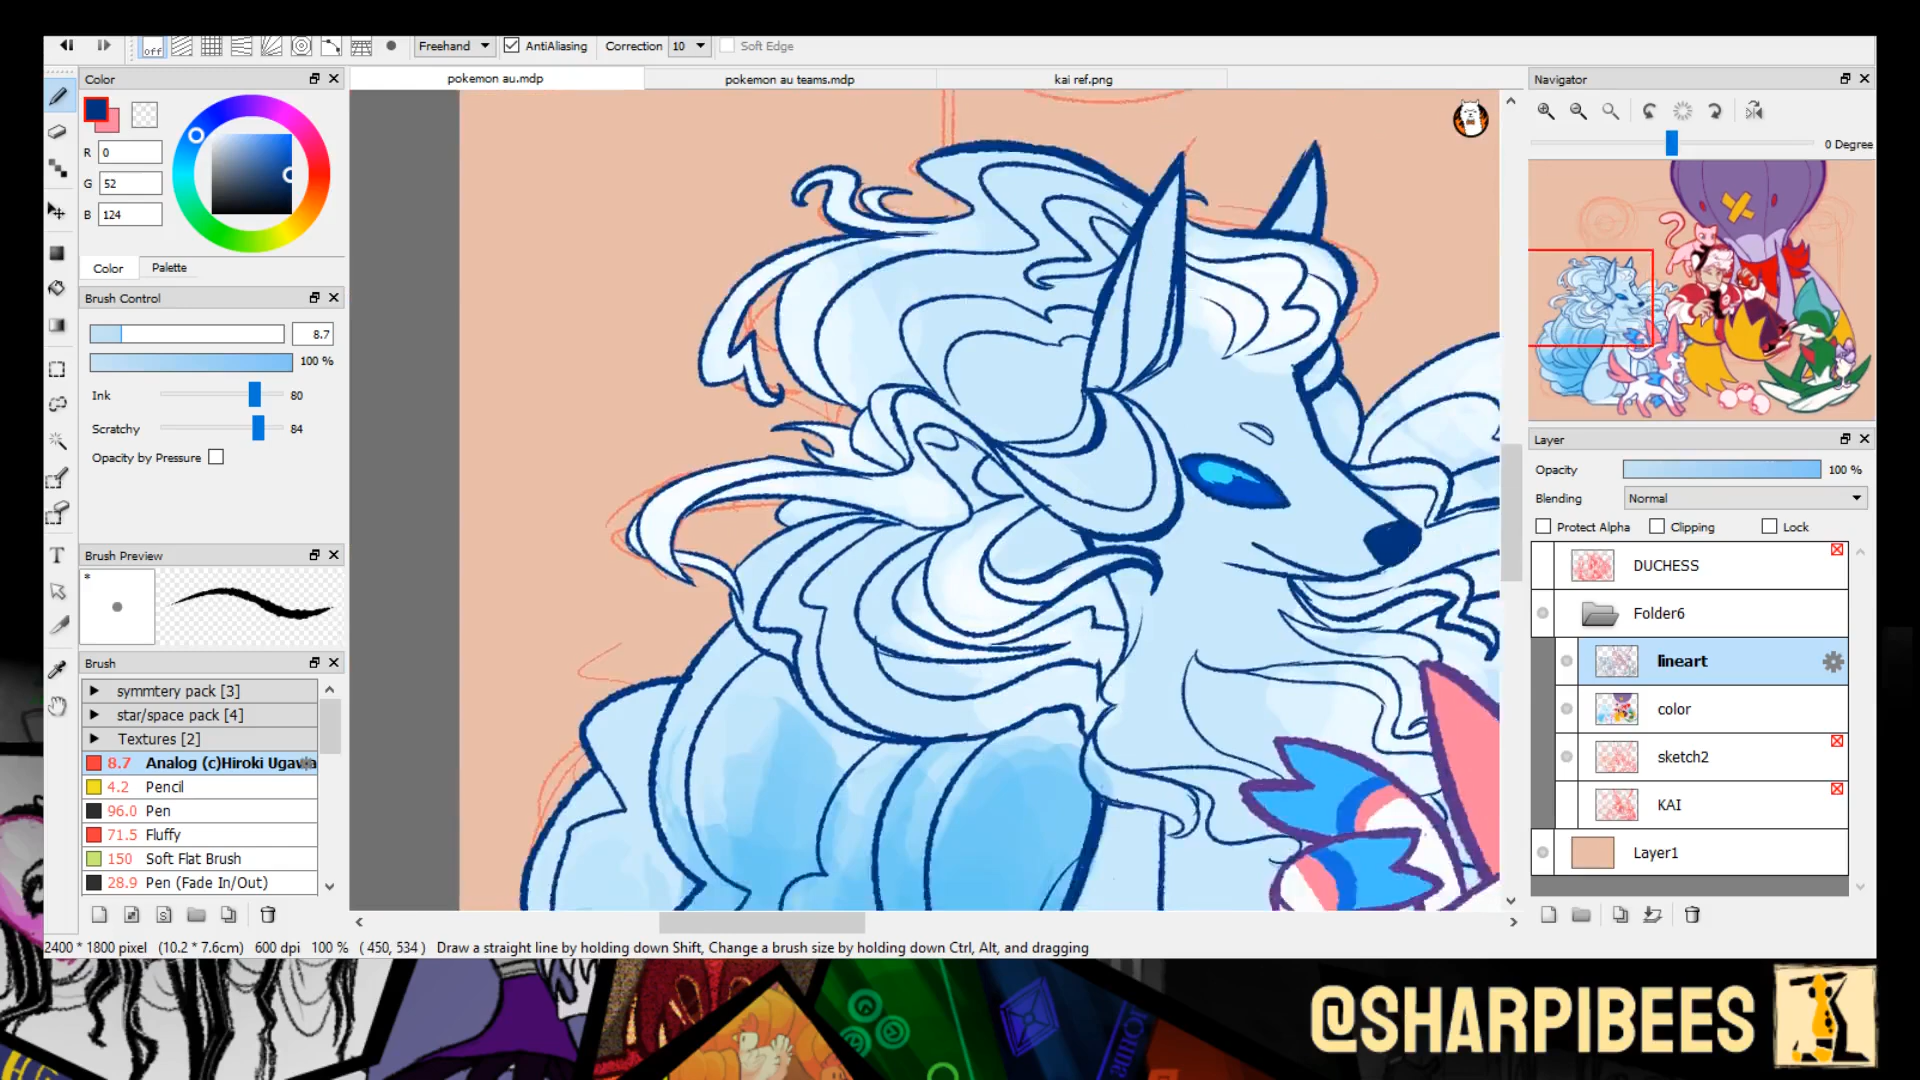 off Freehand AntiAliasing Correction 10 Soft Edge
Color
pokemon au.mdp
pokemon au teams.mdp
kai ref.png
Navigator
R 0
G 52
B 124
0 Degree
Color Palette
Brush Control
8.7
100 %
Ink 80
Scratchy 84
Opacity by Pressure
Brush Preview
*
Brush
symmtery pack [3]
star/space pack [4]
Textures [2]
8.7 Analog (c)Hiroki Ugawa
4.2 Pencil
96.0 Pen
71.5 Fluffy
150 Soft Flat Brush
28.9 Pen (Fade In/Out)
Layer
Opacity 100 %
Blending Normal
Protect Alpha Clipping Lock
DUCHESS
Folder6
lineart
color
sketch2
KAI
Layer1
2400 * 1800 pixel (10.2 * 7.6cm) 600 dpi 100 % ( 450, 534 ) Draw a straight line by holding down Shift, Change a brush size by holding down Ctrl, Alt, and dragging
@SHARPIBEES